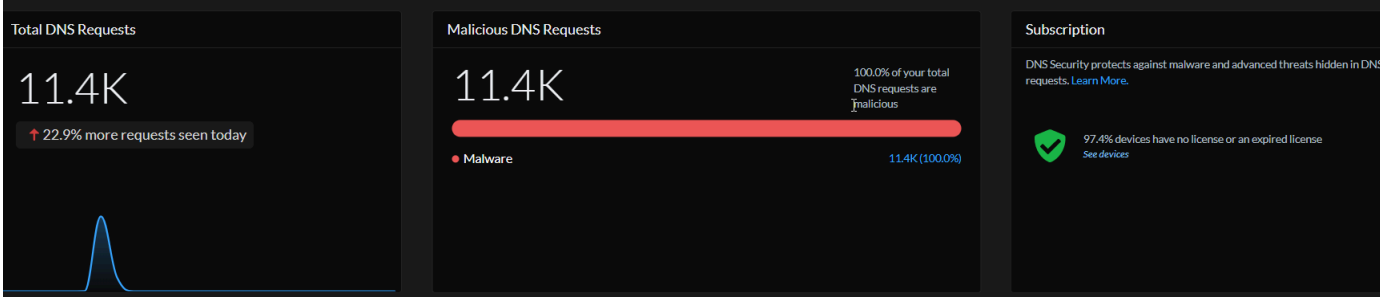 Total DNS Requests
11.4K
↑ 22.9% more requests seen today
Malicious DNS Requests
11.4K
100.0% of your total
DNS requests are
malicious
Malware
11.4K (100.0%)
Subscription
DNS Security protects against malware and advanced threats hidden in DNS
requests. Learn More.
97.4% devices have no license or an expired license
See devices